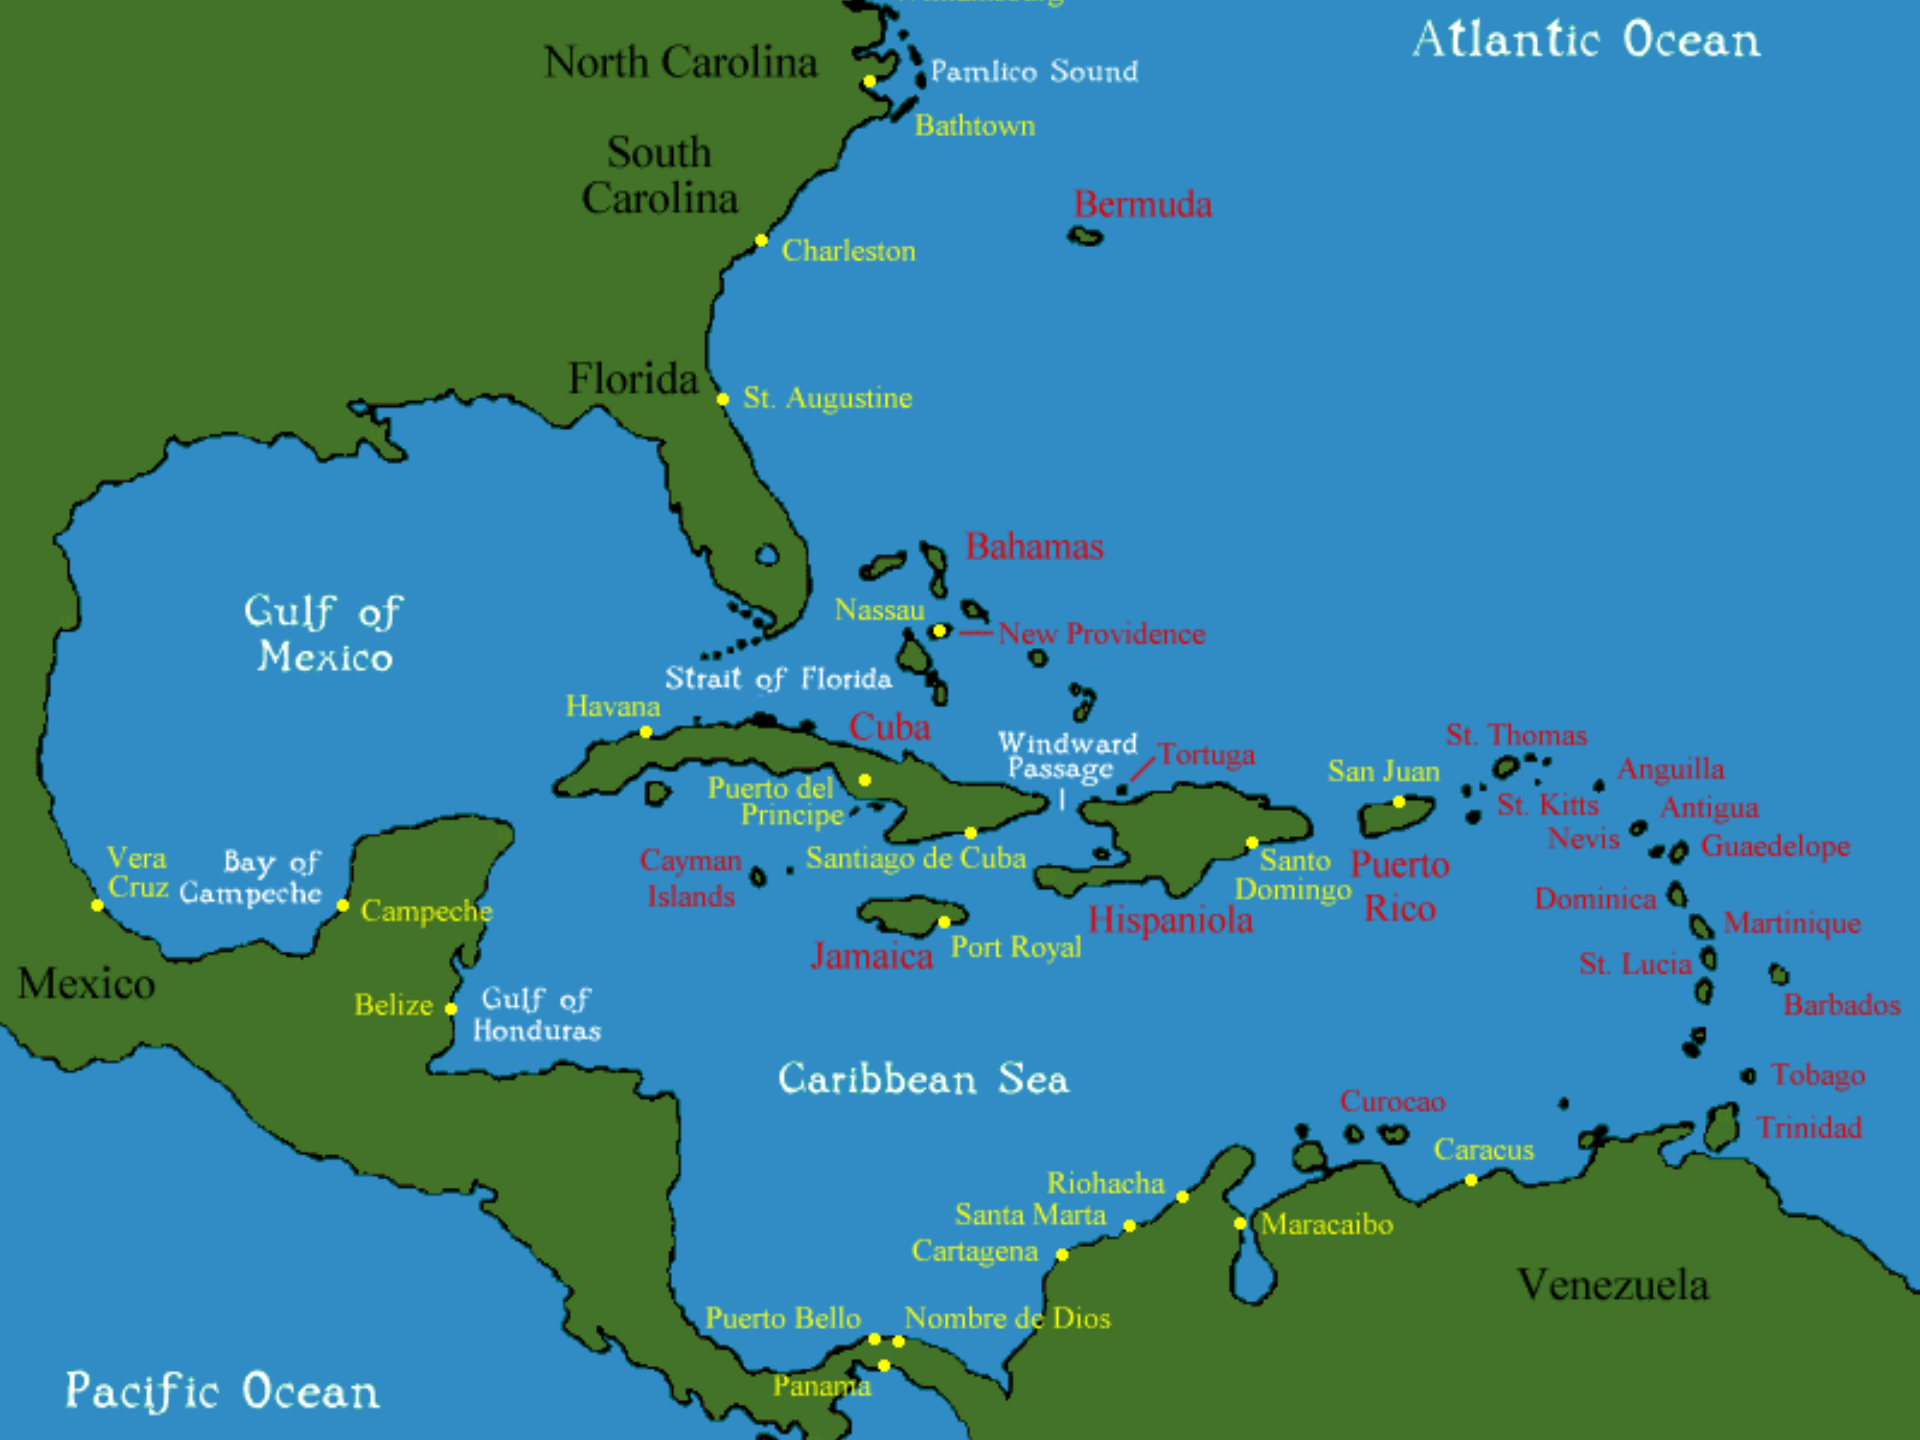 Atlantic Ocean
North Carolina
Pamlico Sound
Bathtown
South
Carolina
Bermuda
Charleston
Florida
St. Augustine
Bahamas
Gulf of
Mexico
Nassau
New Providence
Strait of Florida
Havana
Cuba
Windward
Passage
Tortuga
St. Thomas
San Juan
Anguilla
Puerto del
Principe
St. Kitts
Antigua
Nevis
Guaedelope
Vera
Cruz
Bay of
Campeche
Cayman
Islands
Santiago de Cuba
Santo
Domingo
Puerto
Rico
Dominica
Campeche
Hispaniola
Martinique
Jamaica
Port Royal
St. Lucia
Mexico
Belize
Gulf of
Honduras
Barbados
Caribbean Sea
Tobago
Curocao
Trinidad
Caracus
Riohacha
Santa Marta
Maracaibo
Cartagena
Venezuela
Puerto Bello
Nombre de Dios
Panama
Pacific Ocean